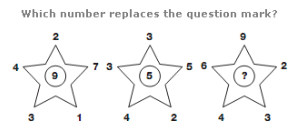 Which number replaces the question mark?
2 3 9
4 9 7 3 5 5 6 ? 2
3 1 4 2 4 3